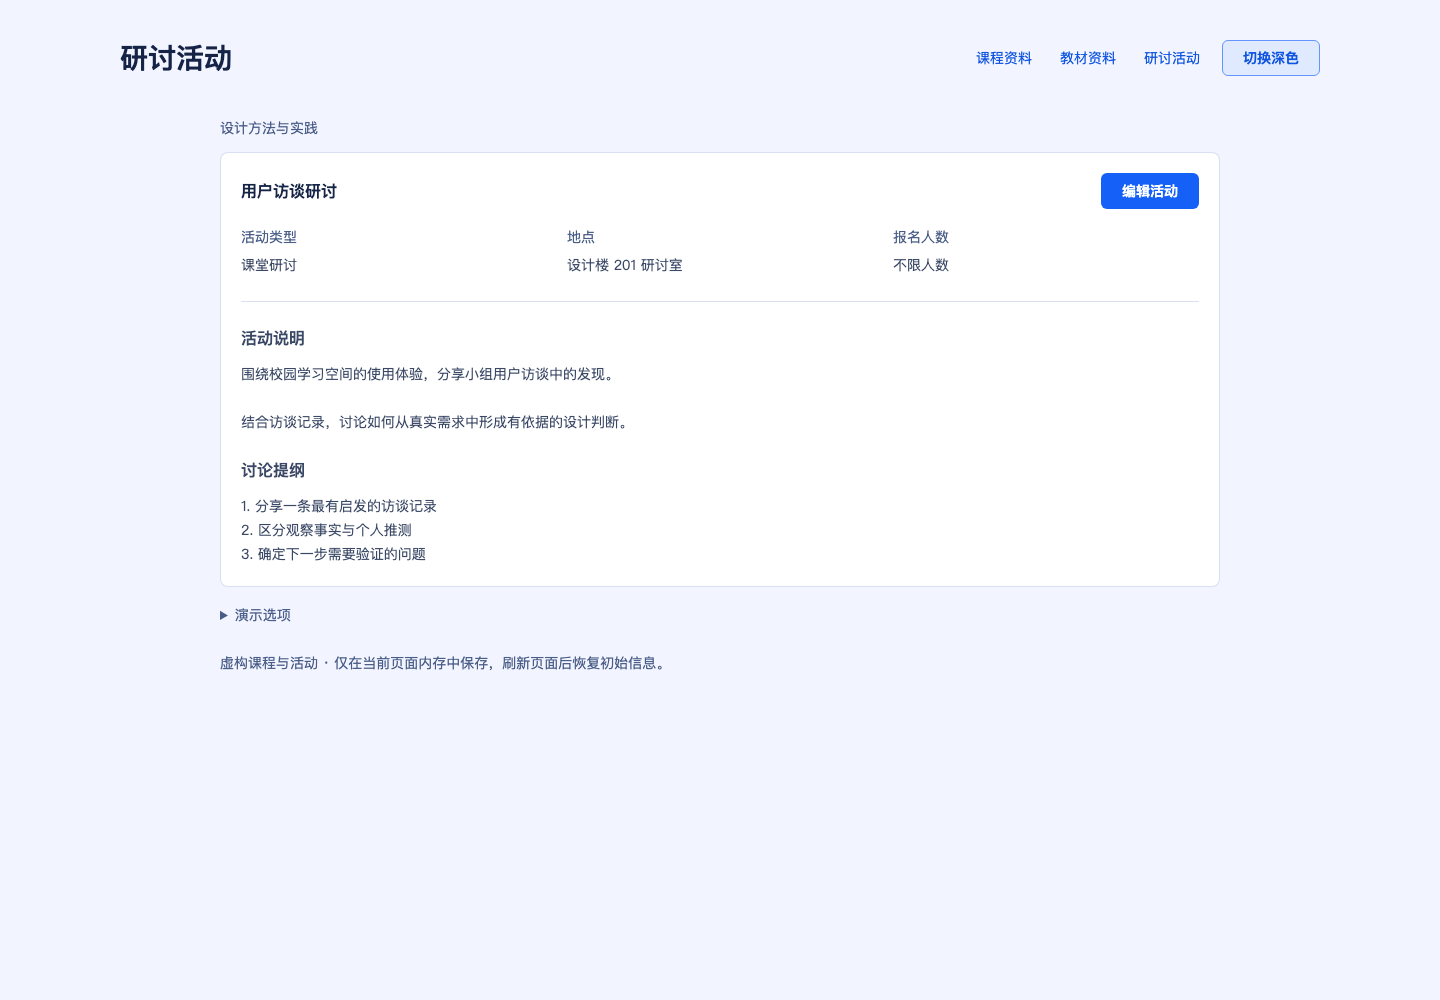 研讨活动
课程资料 教材资料 研讨活动 切换深色
设计方法与实践
用户访谈研讨 编辑活动
活动类型 地点 报名人数
课堂研讨 设计楼 201 研讨室 不限人数
活动说明
围绕校园学习空间的使用体验，分享小组用户访谈中的发现。
结合访谈记录，讨论如何从真实需求中形成有依据的设计判断。
讨论提纲
1. 分享一条最有启发的访谈记录
2. 区分观察事实与个人推测
3. 确定下一步需要验证的问题
▶ 演示选项
虚构课程与活动 · 仅在当前页面内存中保存，刷新页面后恢复初始信息。